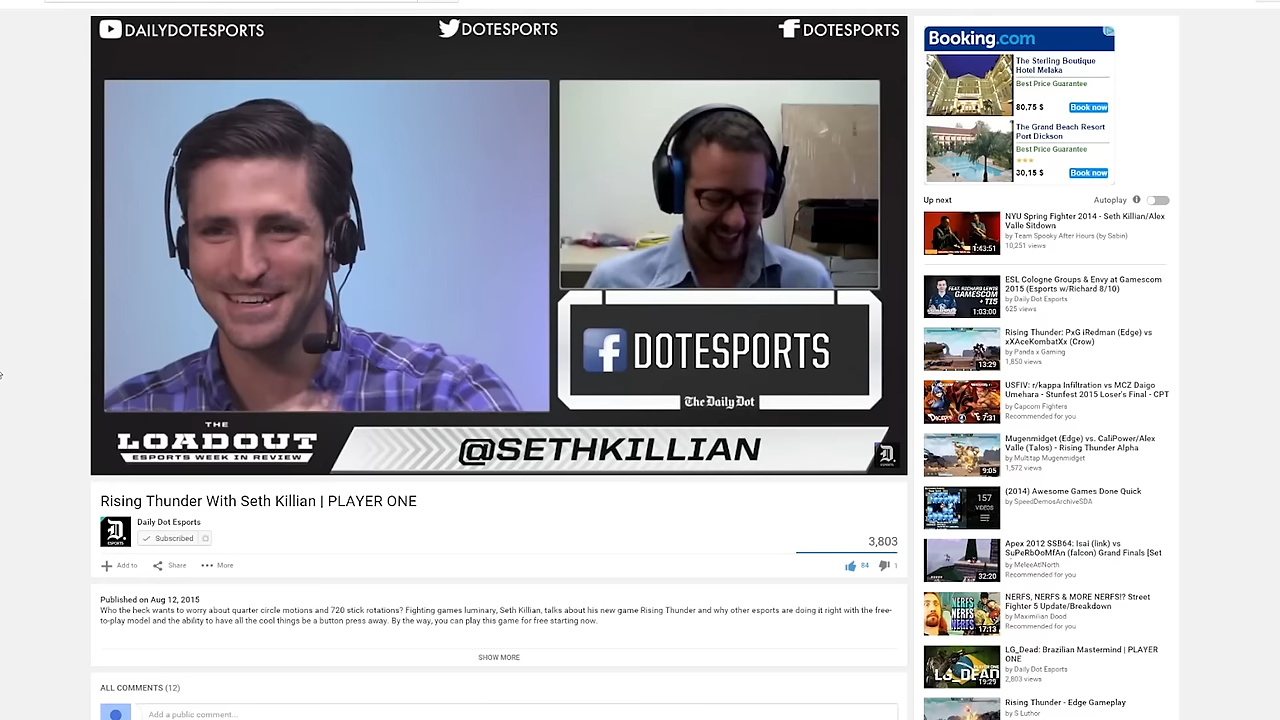 DAILYDOTESPORTS
DOTESPORTS
DOTESPORTS
f DOTESPORTS
The Daily Dot
THE
LOADOUT
ESPORTS WEEK IN REVIEW
@SETHKILLIAN
D
ESPORTS
Rising Thunder With Seth Killian | PLAYER ONE
D.
ESPORTS
Daily Dot Esports
Subscribed
3,803
Add to
Share
More
84
1
Published on Aug 12, 2015
Who the heck wants to worry about quarter circle motions and 720 stick rotations? Fighting games luminary, Seth Killian, talks about his new game Rising Thunder and why other esports are doing it right with the free-
to-play model and the ability to have all the cool things by button presses away. By the way, you can play this game for free starting now.
SHOW MORE
ALL COMMENTS (12)
Add a public comment...
Booking.com
The Sterling Boutique
Hotel Melaka
Best Price Guarantee
80,75 $
Book now
The Grand Beach Resort
Port Dickson
Best Price Guarantee
30,15 $
Book now
Up next
Autoplay
NYU Spring Fighter 2014 - Seth Killian/Alex
Valle Sitdown
by Team Spooky After Hours (by Sabin)
10,251 views
1:43:51
ESL Cologne Groups & Envy at Gamescom
2015 (Esports w/Richard 8/10)
by Daily Dot Esports
625 views
FEAT. RICHARD LEWIS
GAMESCOM
+ TI5
1:03:00
Rising Thunder: PxG iRedman (Edge) vs
xXAceKombatXx (Crow)
by Panda x Gaming
1,850 views
13:29
USFIV: r/kappa Infiltration vs MCZ Daigo
Umehara - Stunfest 2015 Loser's Final - CPT
by Capcom Fighters
Recommended for you
7:31
Mugenmidget (Edge) vs. CaliPower/Alex
Valle (Talos) - Rising Thunder Alpha
by Multitap Mugenmidget
1,572 views
9:05
(2014) Awesome Games Done Quick
by SpeedDemosArchiveSDA
157
VIDEOS
Apex 2012 SSB64: Isai (link) vs
SuPeRbOoMfAn (falcon) Grand Finals [Set
by MeleeAtlNorth
Recommended for you
32:20
NERFS, & MORE NERFS!? Street
Fighter 5 Update/Breakdown
by Maximilian Dood
Recommended for you
NERFS
NERFS
NERFS
17:13
LG_Dead: Brazilian Mastermind | PLAYER
ONE
by Daily Dot Esports
2,803 views
LG_DEAD
19:29
Rising Thunder - Edge Gameplay
by S Luthor